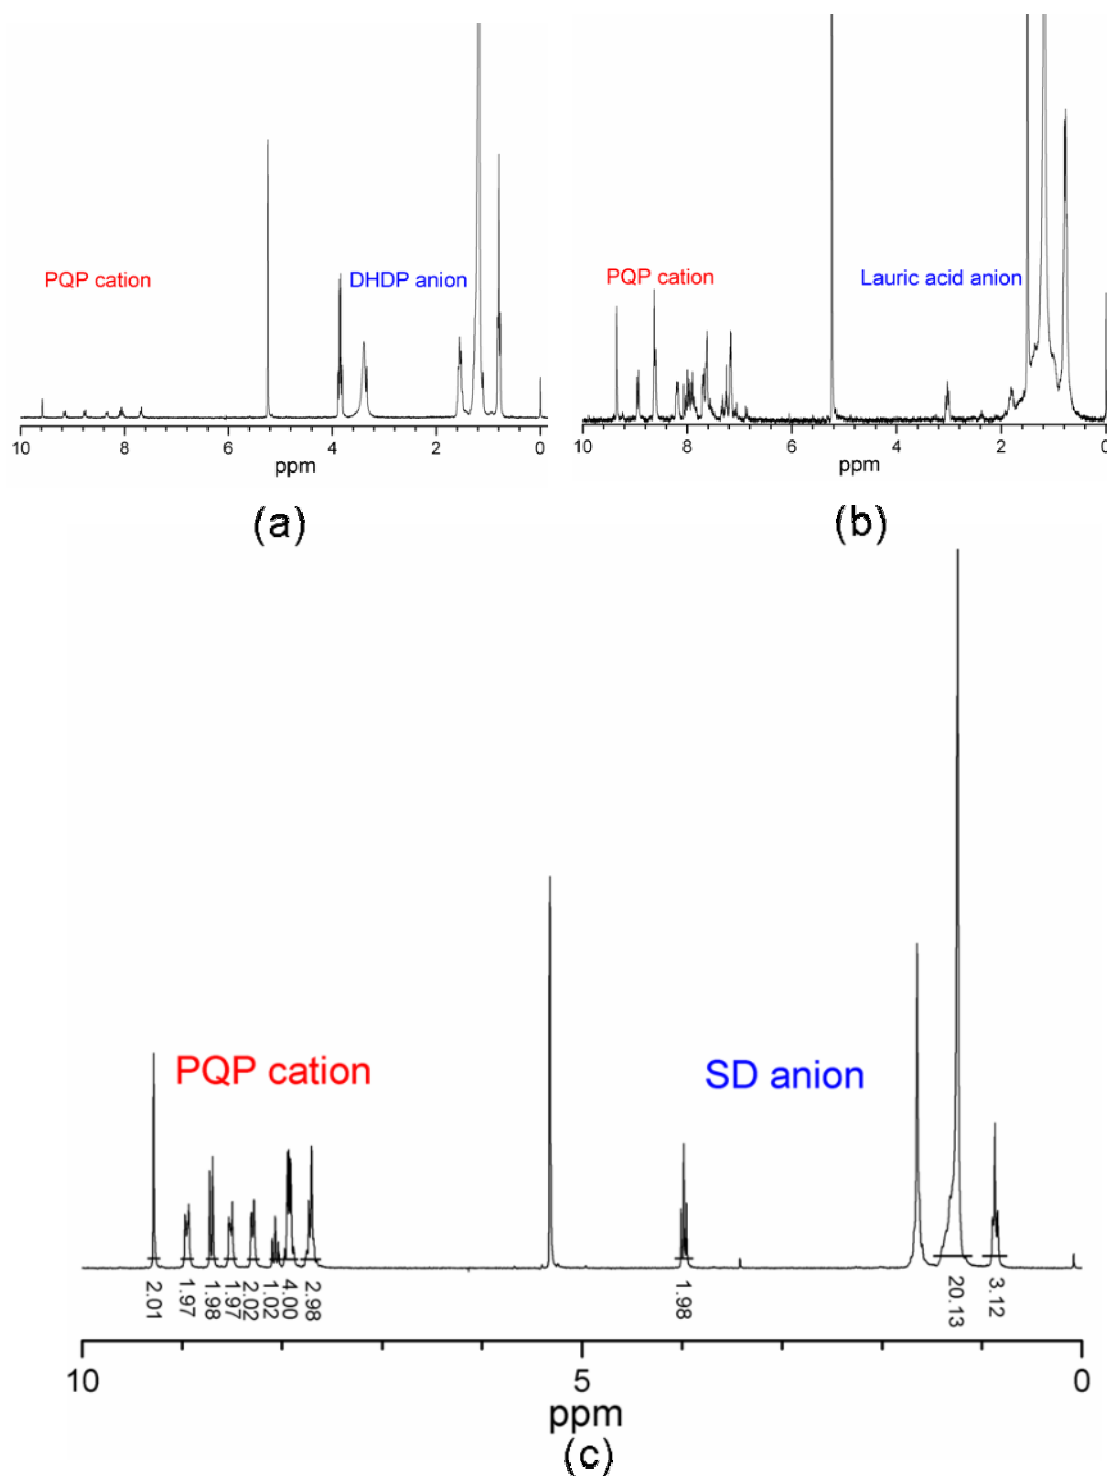 PQP cation
DHDP anion
10
8
6
4
2
0
ppm
(a)
PQP cation
Lauric acid anion
10
8
6
4
2
0
ppm
(b)
PQP cation
SD anion
2.01
1.97
1.98
1.97
2.02
1.02
4.00
2.98
1.98
20.13
3.12
10
5
0
ppm
(c)